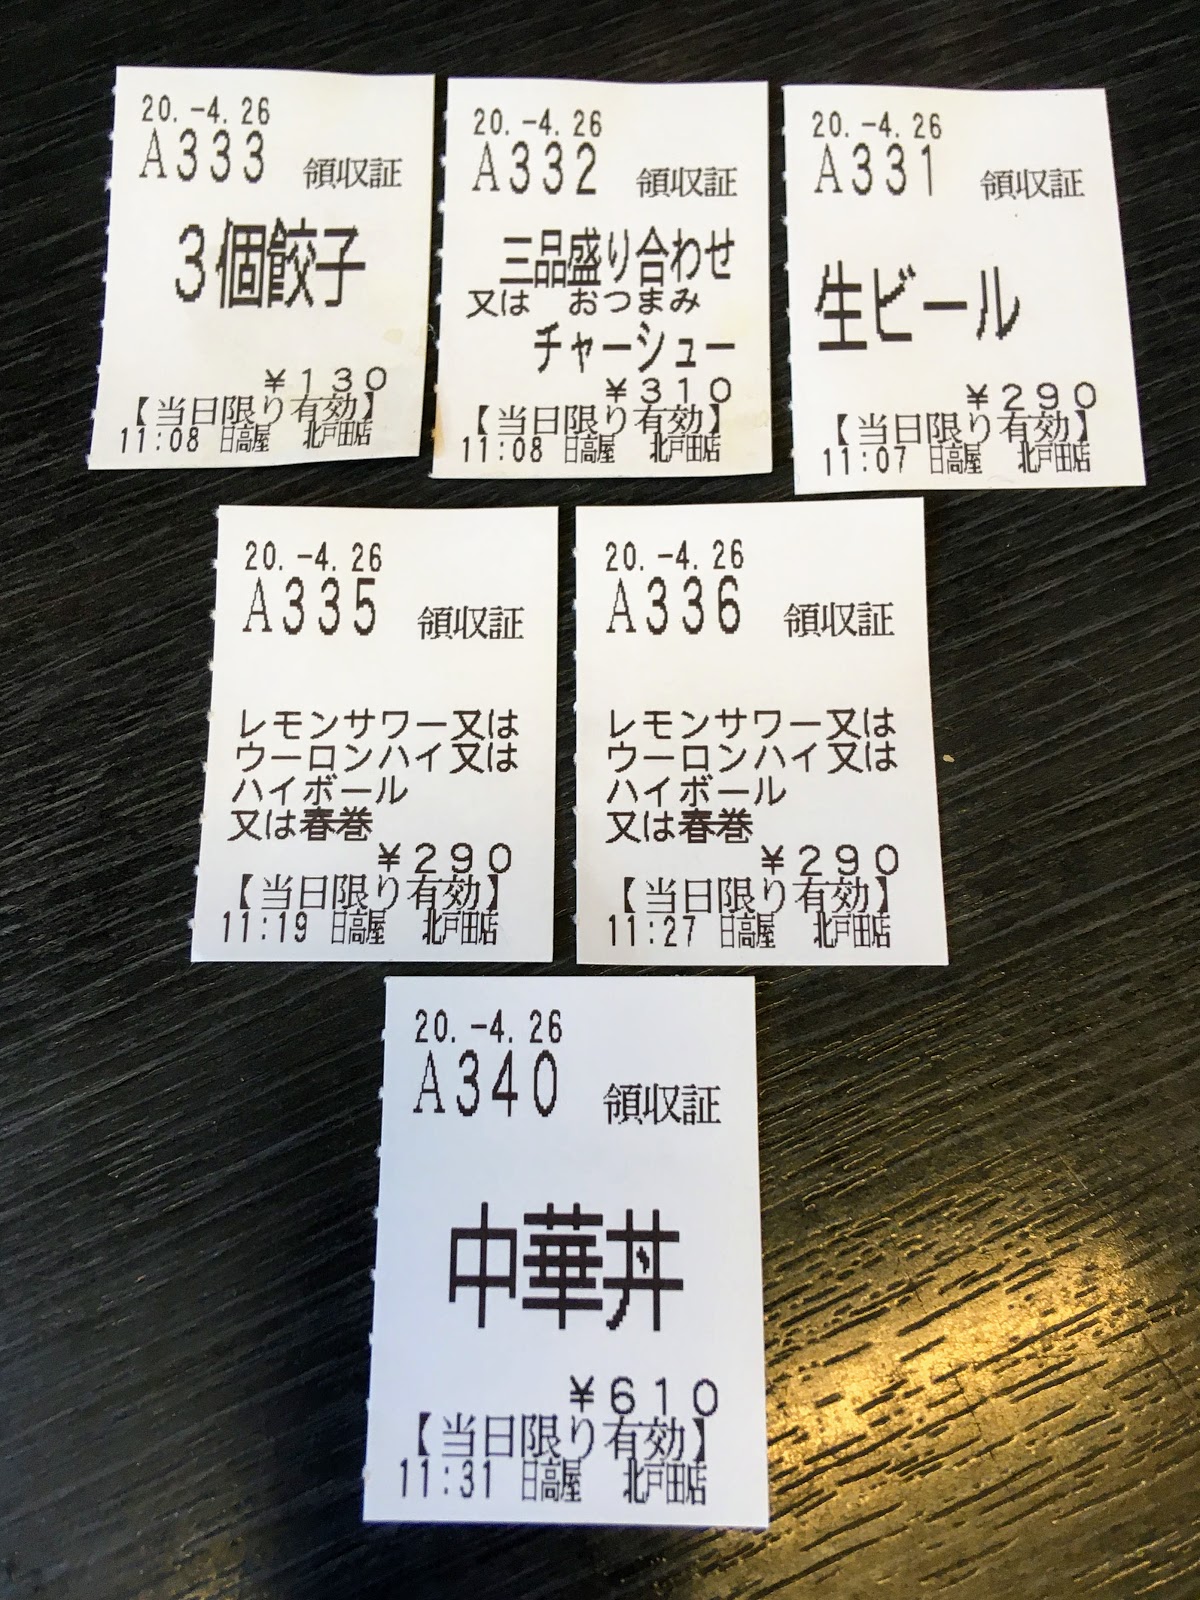 20.-4.26
A333 領収証
3個餃子
¥130
【当日限り有効】
11:08 日高屋 北戸田店
20.-4.26
A332 領収証
三品盛り合わせ
又は おつまみ
チャーシュー
¥310
【当日限り有効】
11:08 日高屋 北戸田店
20.-4.26
A331 領収証
生ビール
¥290
【当日限り有効】
11:07 日高屋 北戸田店
20.-4.26
A335 領収証
レモンサワー又は
ウーロンハイ又は
ハイボール
又は春巻
¥290
【当日限り有効】
11:19 日高屋 北戸田店
20.-4.26
A336 領収証
レモンサワー又は
ウーロンハイ又は
ハイボール
又は春巻
¥290
【当日限り有効】
11:27 日高屋 北戸田店
20.-4.26
A340 領収証
中華丼
¥610
【当日限り有効】
11:31 日高屋 北戸田店